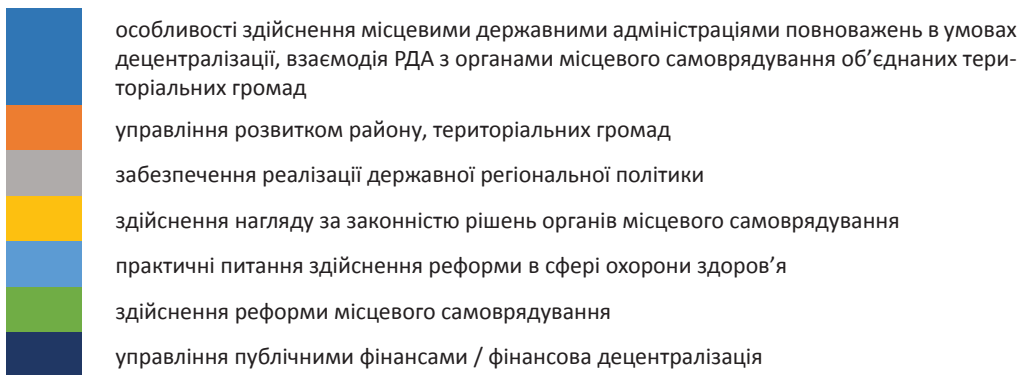 особливості здійснення місцевими державними адміністраціями повноважень в умовах
децентралізації, взаємодія РДА з органами місцевого самоврядування об’єднаних тери-
торіальних громад
управління розвитком району, територіальних громад
забезпечення реалізації державної регіональної політики
здійснення нагляду за законністю рішень органів місцевого самоврядування
практичні питання здійснення реформи в сфері охорони здоров’я
здійснення реформи місцевого самоврядування
управління публічними фінансами / фінансова децентралізація